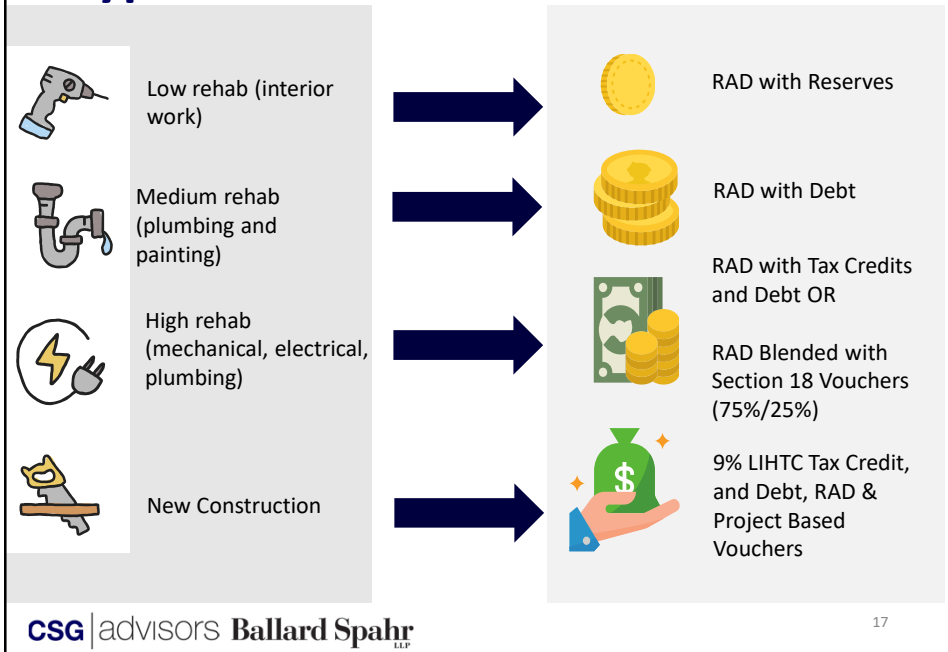 Low rehab (interior
work)
RAD with Reserves
Medium rehab
(plumbing and
painting)
RAD with Debt
High rehab
(mechanical, electrical,
plumbing)
RAD with Tax Credits
and Debt OR
RAD Blended with
Section 18 Vouchers
(75%/25%)
New Construction
$
9% LIHTC Tax Credit,
and Debt, RAD &
Project Based
Vouchers
CSG|advisors Ballard Spahr LLP
17